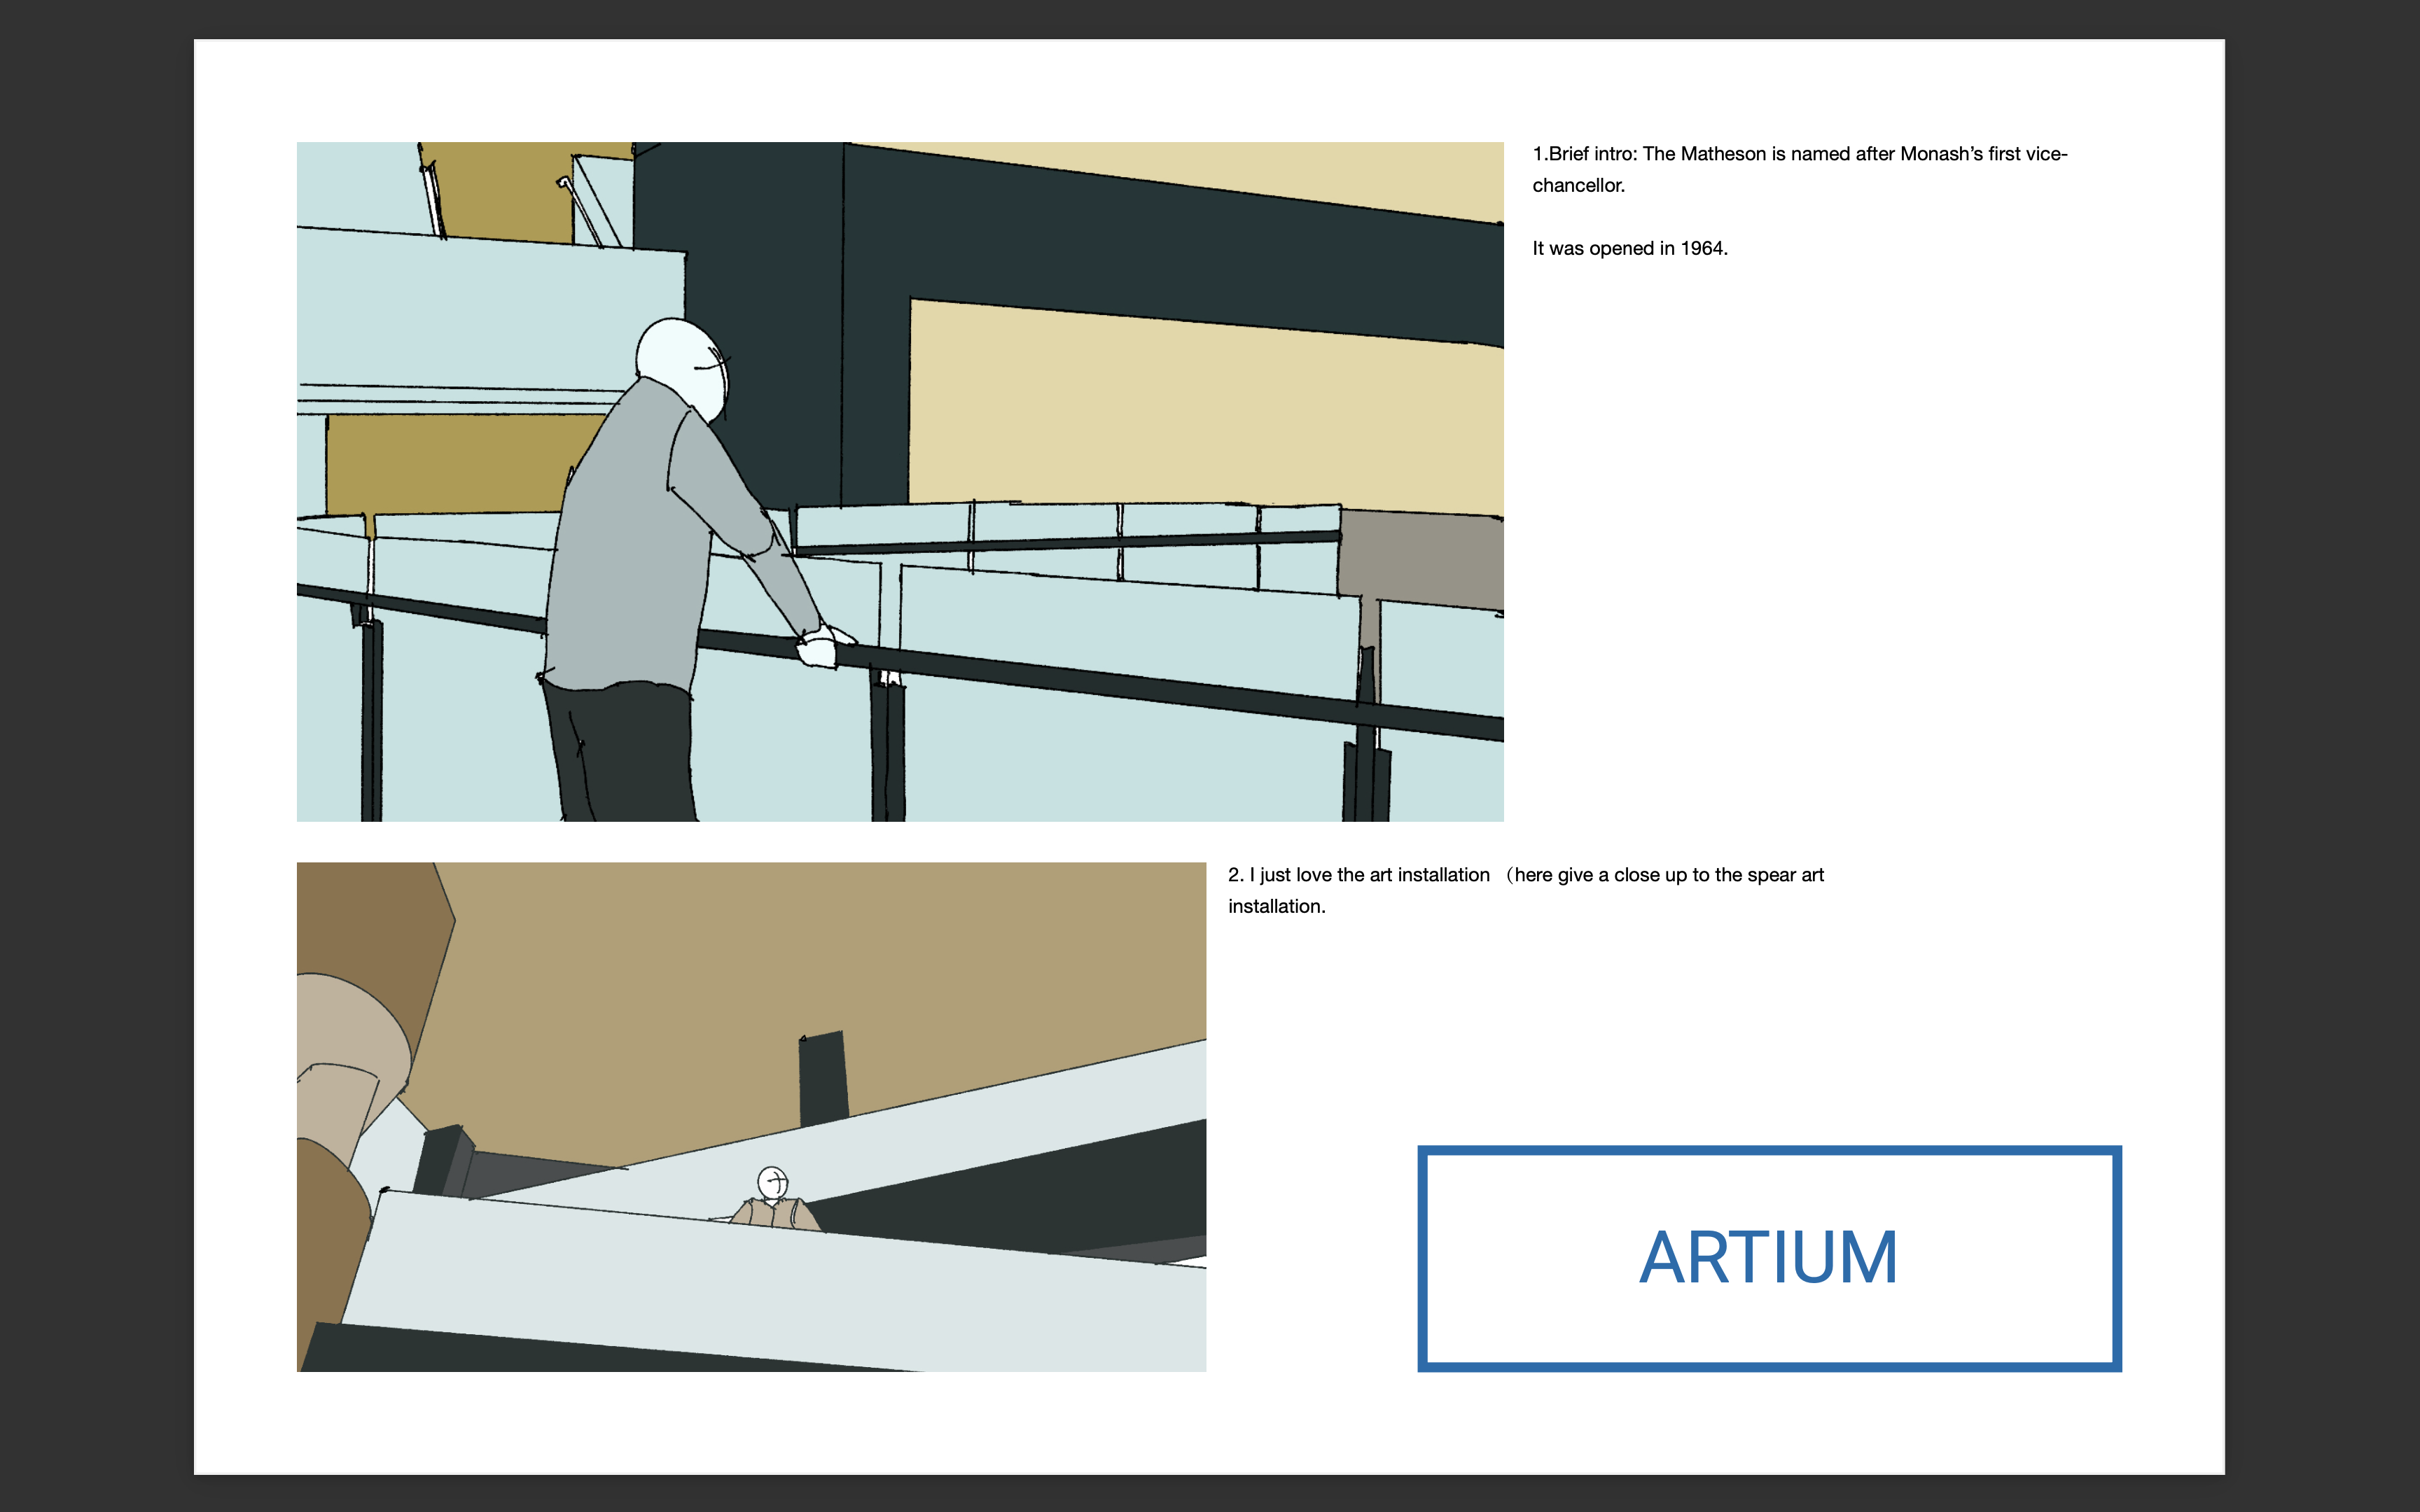 1.Brief intro: The Matheson is named after Monash’s first vice-
chancellor.
It was opened in 1964.
2. I just love the art installation （here give a close up to the spear art
installation.
ARTIUM